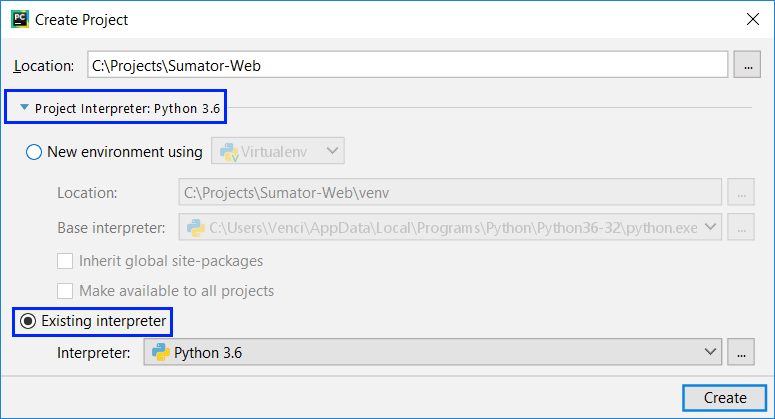 PC
Create Project
Location: C:\Projects\Sumator-Web ...
Project Interpreter: Python 3.6
New environment using Virtualenv
Location: C:\Projects\Sumator-Web\venv ...
Base interpreter: C:\Users\Venci\AppData\Local\Programs\Python\Python36-32\python.exe ...
Inherit global site-packages
Make available to all projects
Existing interpreter
Interpreter: Python 3.6 ...
Create